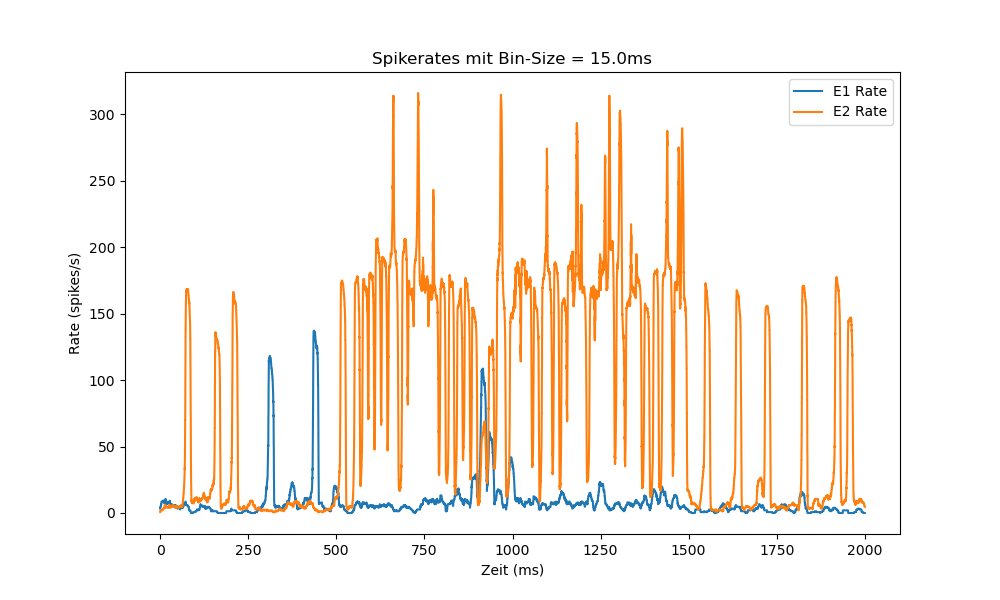 Spikerates mit Bin-Size = 15.0ms
E1 Rate
E2 Rate
300
250
200
150
100
50
0
Rate (spikes/s)
0 250 500 750 1000 1250 1500 1750 2000
Zeit (ms)